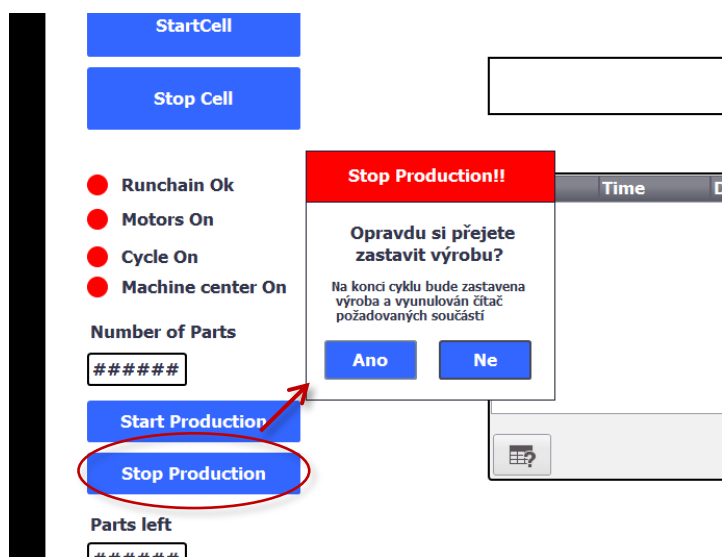 StartCell
Stop Cell
Runchain Ok
Motors On
Cycle On
Machine center On
Number of Parts
######
Start Production
Stop Production
Parts left
######
Stop Production!!
Opravdu si přejete
zastavit výrobu?
Na konci cyklu bude zastavena
výroba a vyunulován čítač
požadovaných součástí
Ano
Ne
Time
?